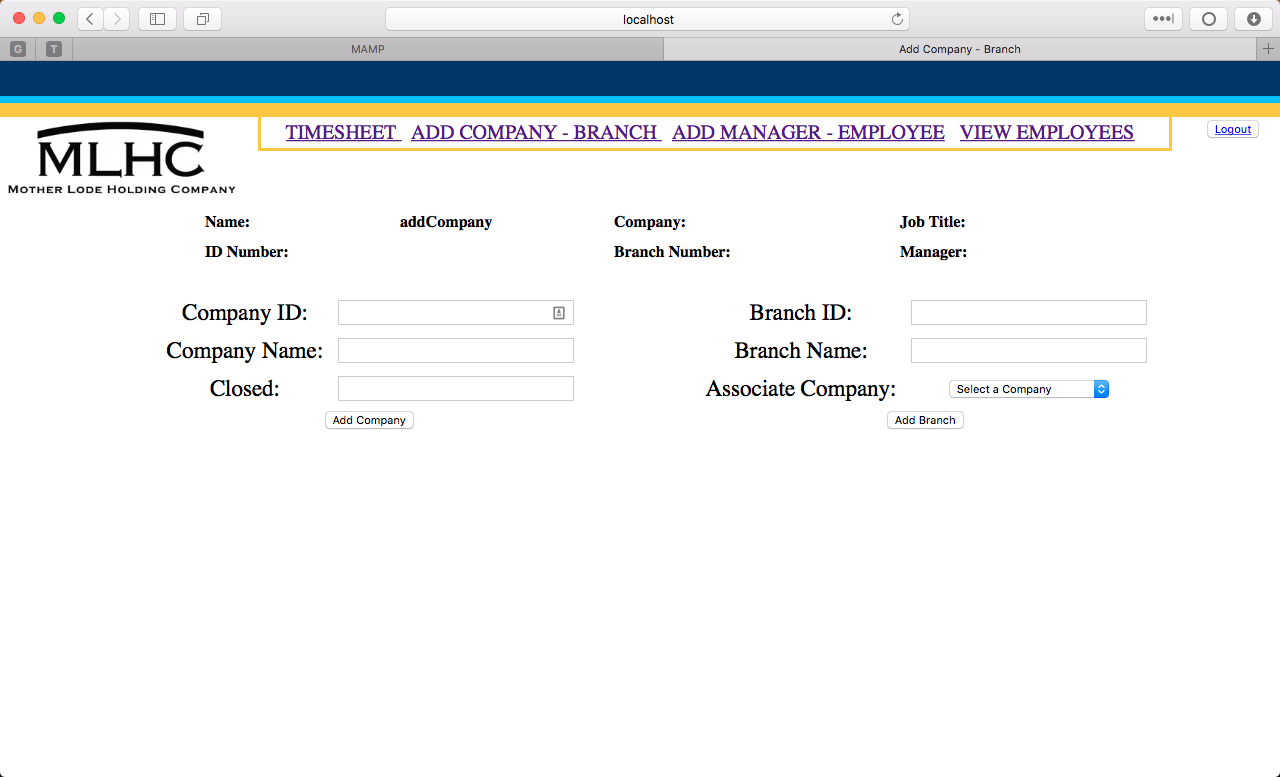 localhost
G
T
MAMP
Add Company - Branch
MLHC
MOTHER LODE HOLDING COMPANY
TIMESHEET ADD COMPANY - BRANCH ADD MANAGER - EMPLOYEE VIEW EMPLOYEES
Logout
Name: addCompany Company: Job Title:
ID Number: Branch Number: Manager:
Company ID: Branch ID:
Company Name: Branch Name:
Closed: Associate Company: Select a Company
Add Company Add Branch